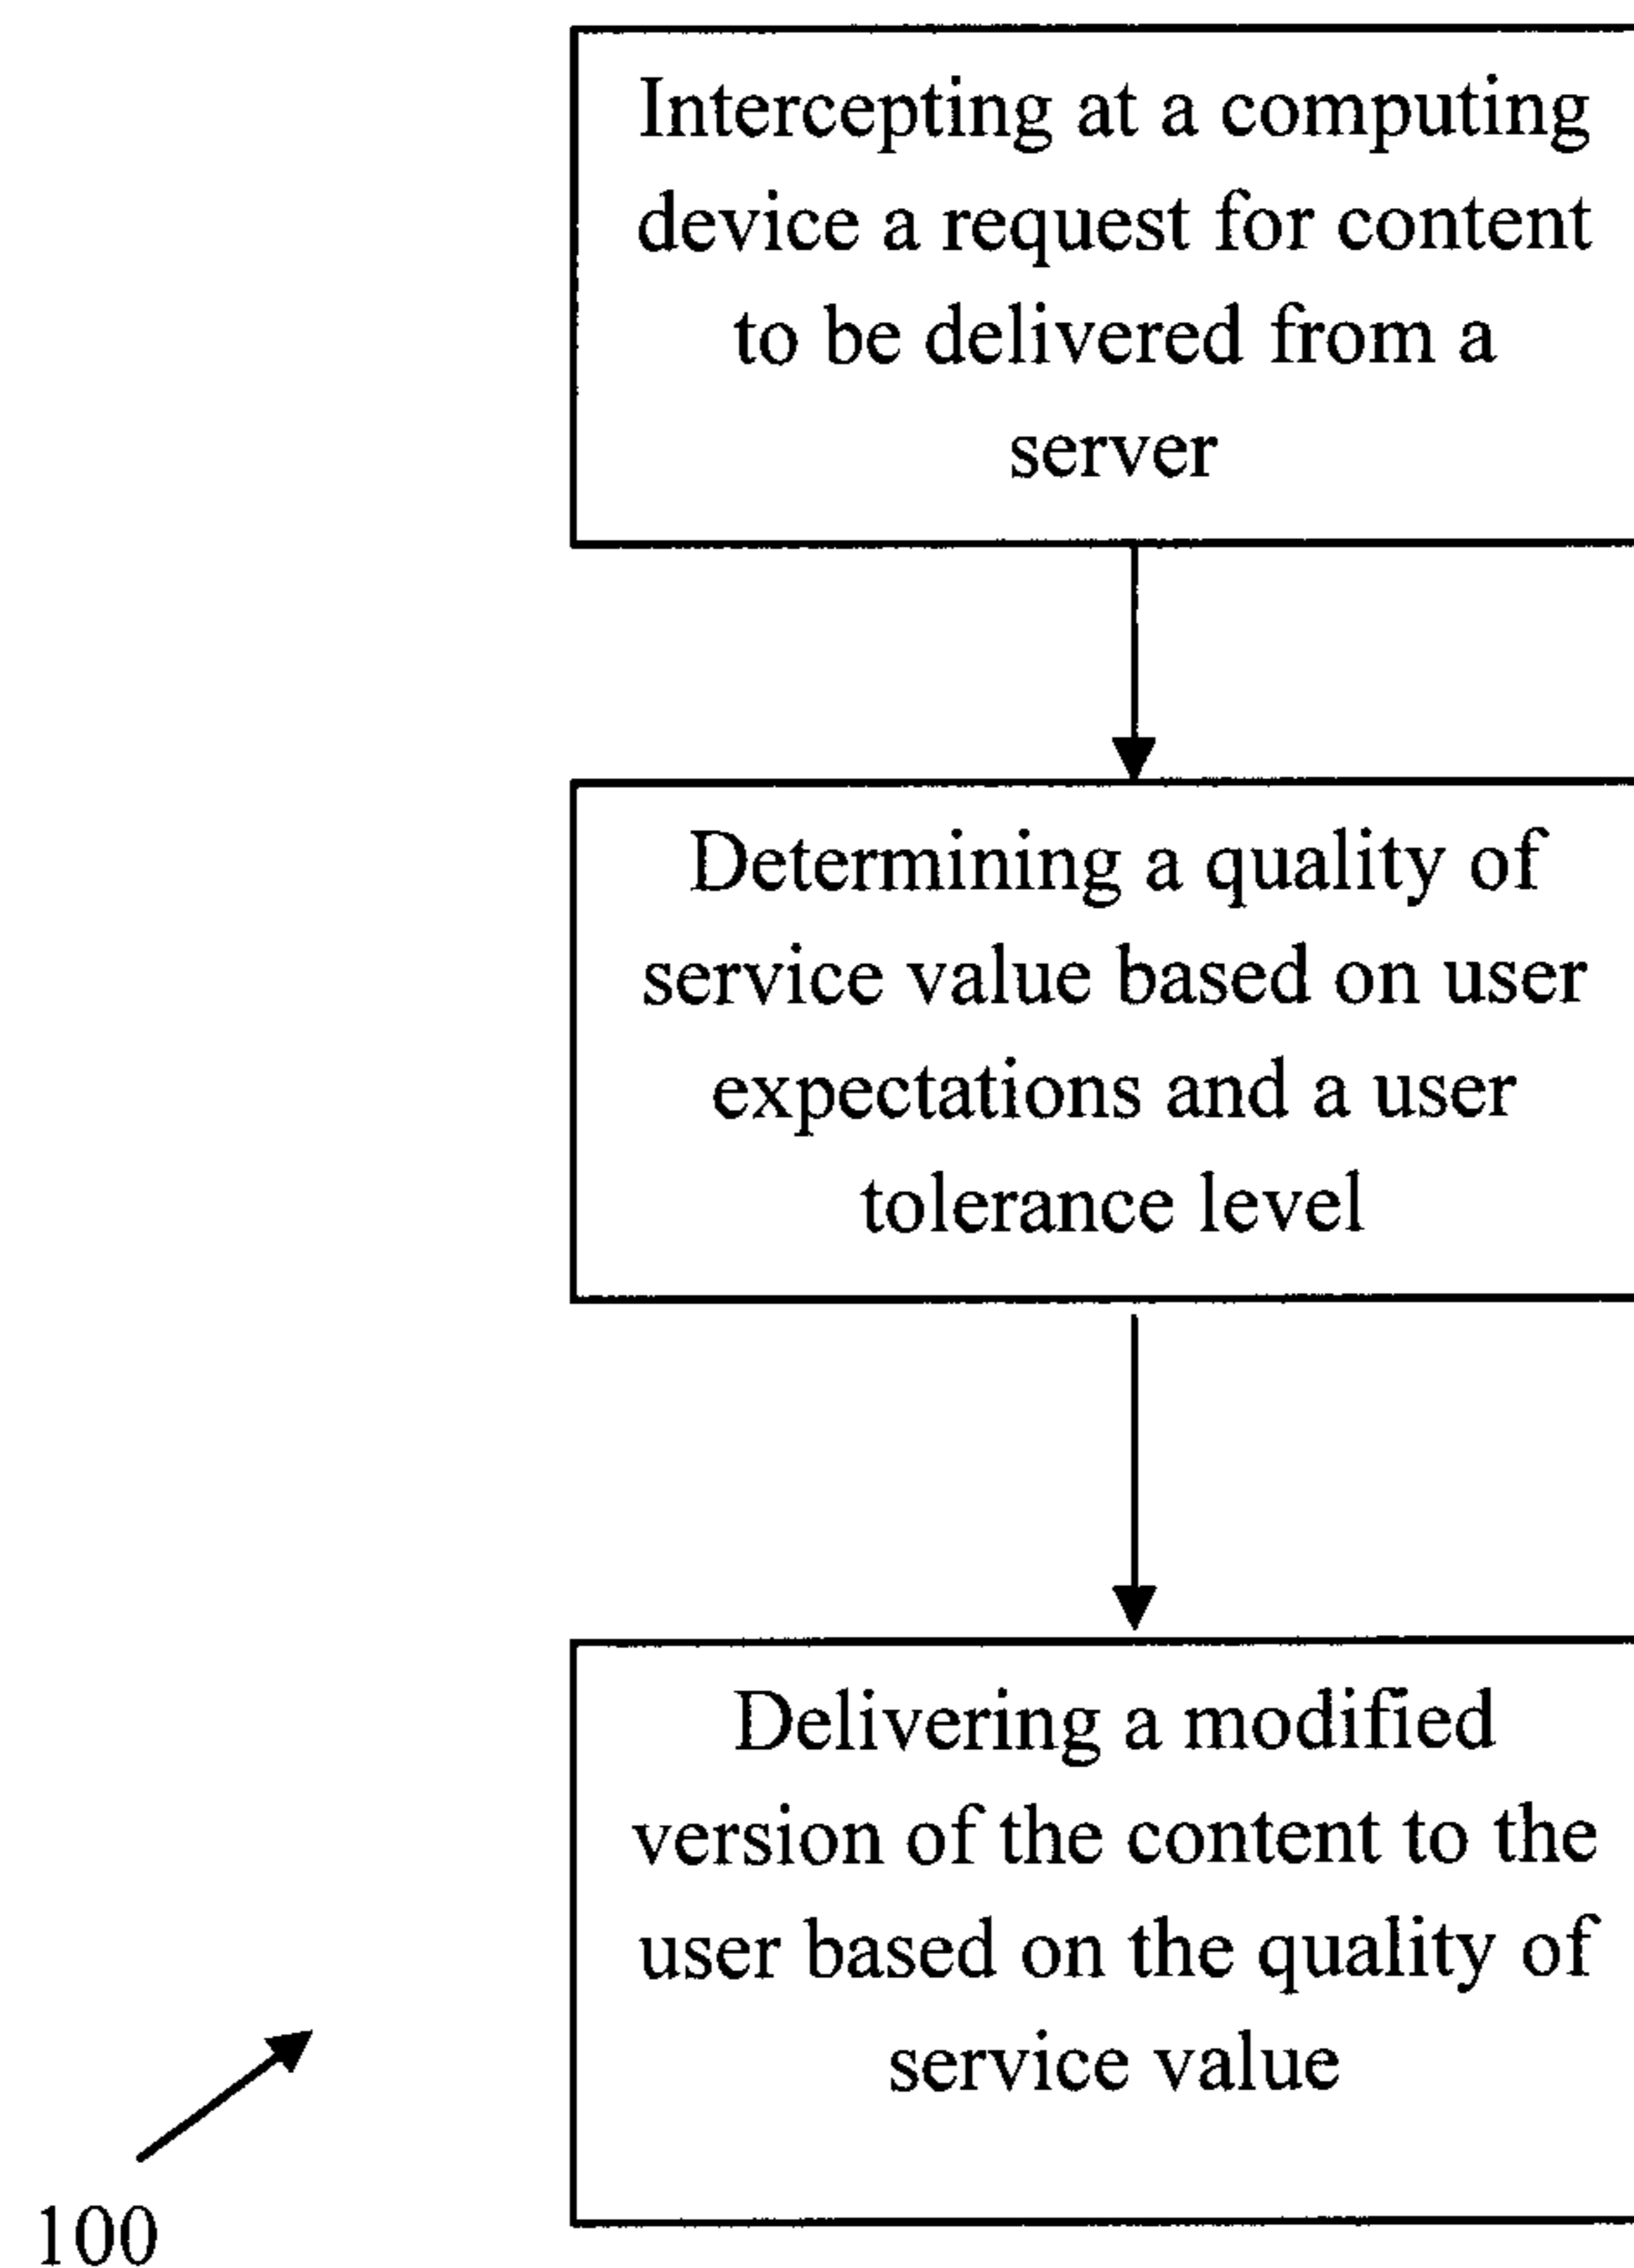 Intercepting at a computing
device a request for content
to be delivered from a
server
Determining a quality of
service value based on user
expectations and a user
tolerance level
Delivering a modified
version of the content to the
user based on the quality of
service value
100